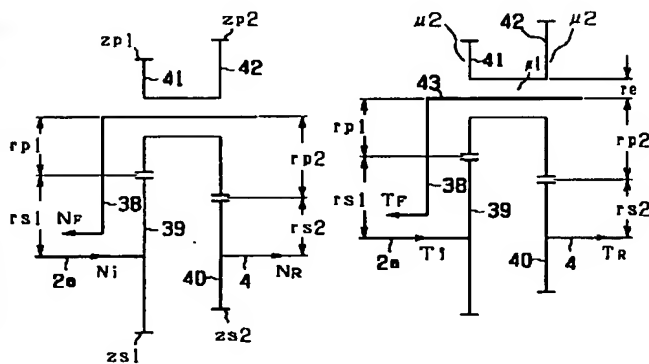 zp2
zp1
41
42
rp1
rp2
38
NF
39
rs1
rs2
2a
Ni
40
4
NR
zs1
zs2
μ2
42
μ2
41
μ1
43
re
rp1
rp2
38
TF
39
rs1
rs2
2a
Ti
40
4
TR